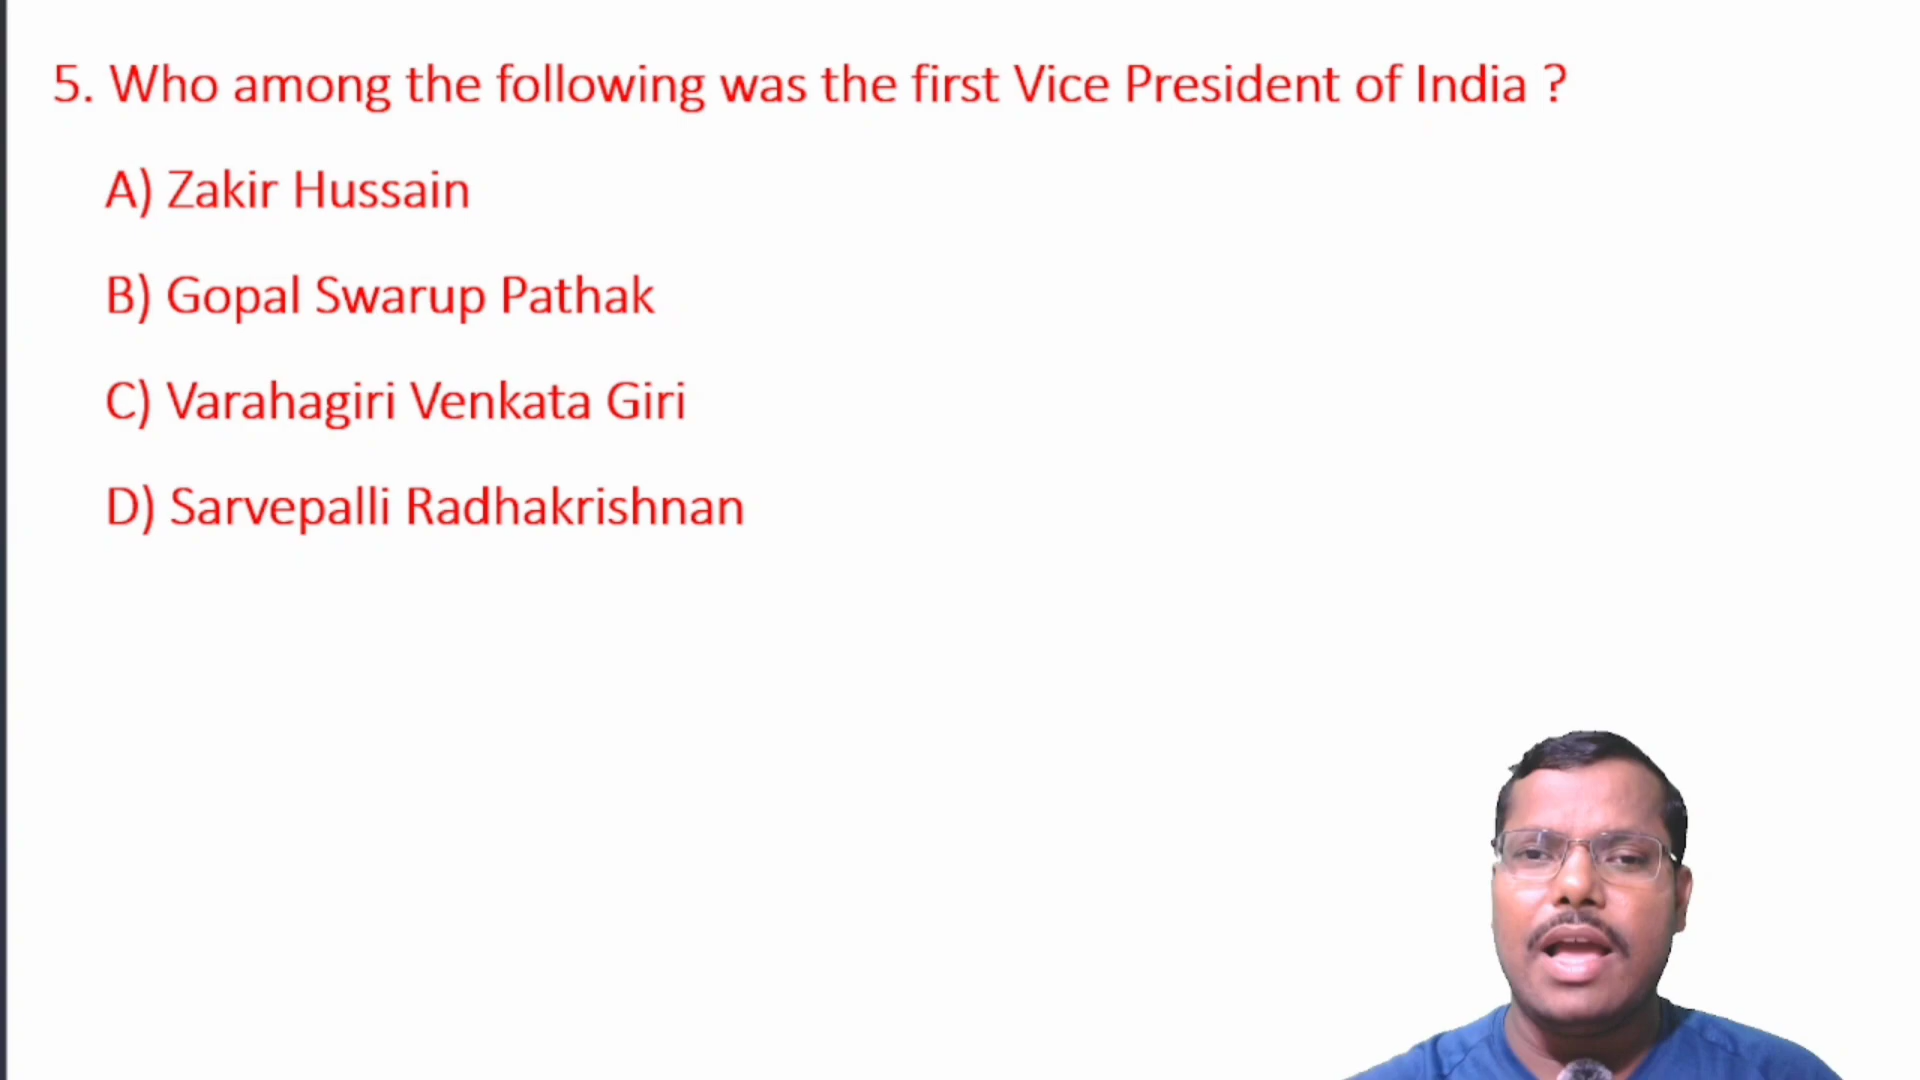 5. Who among the following was the first Vice President of India ?
A) Zakir Hussain
B) Gopal Swarup Pathak
C) Varahagiri Venkata Giri
D) Sarvepalli Radhakrishnan